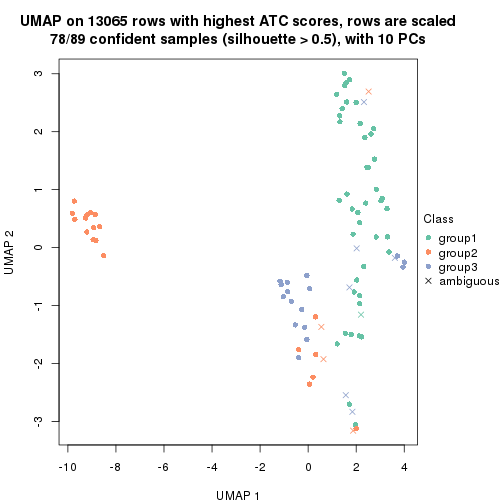 UMAP on 13065 rows with highest ATC scores, rows are scaled
78/89 confident samples (silhouette > 0.5), with 10 PCs
3
2
1
0
-1
-2
-3
UMAP 2
-10
-8
-6
-4
-2
0
2
4
UMAP 1
Class
group1
group2
group3
ambiguous